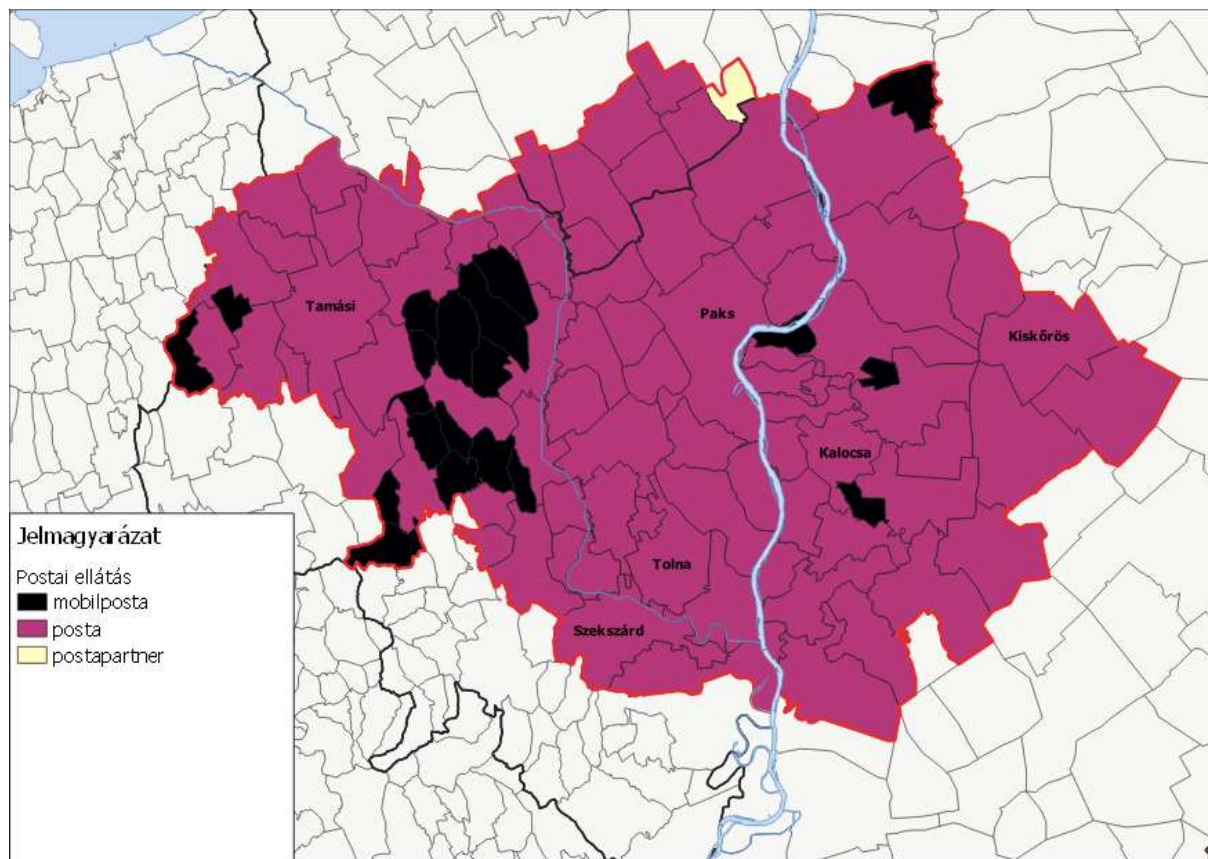 Tamási
Paks
Kiskőrös
Kalocsa
Tolna
Szekszárd
Jelmagyarázat
Postai ellátás
mobilposta
posta
postapartner